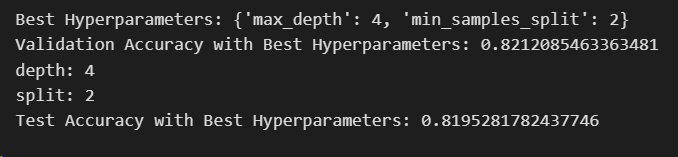 Best Hyperparameters: {'max_depth': 4, 'min_samples_split': 2}
Validation Accuracy with Best Hyperparameters: 0.8212085463363481
depth: 4
split: 2
Test Accuracy with Best Hyperparameters: 0.8195281782437746